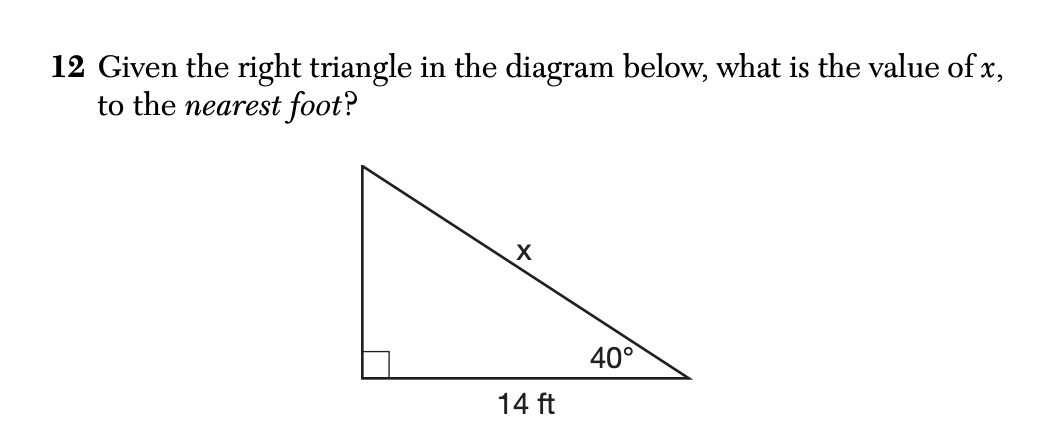 12 Given the right triangle in the diagram below, what is the value of x,
to the nearest foot?
x
40°
14 ft